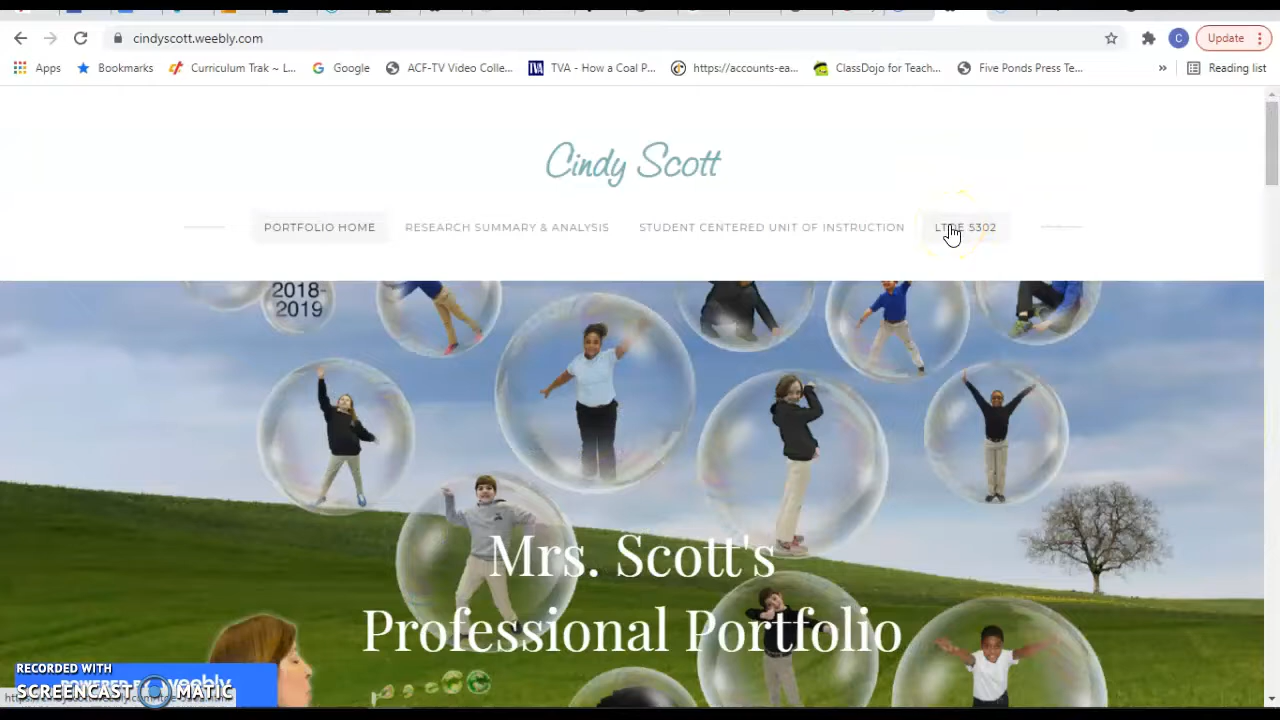 cindyscott.weebly.com
Update
Apps
Bookmarks
Curriculum Trak ~ L...
Google
ACF-TV Video Colle...
TVA - How a Coal P...
https://accounts-ea...
ClassDojo for Teach...
Five Ponds Press Te...
»
Reading list
Cindy Scott
PORTFOLIO HOME
RESEARCH SUMMARY & ANALYSIS
STUDENT CENTERED UNIT OF INSTRUCTION
5302
2018-
2019
Mrs. Scott's
Professional Portfolio
RECORDED WITH
SCREENCAST MATIC
weebly